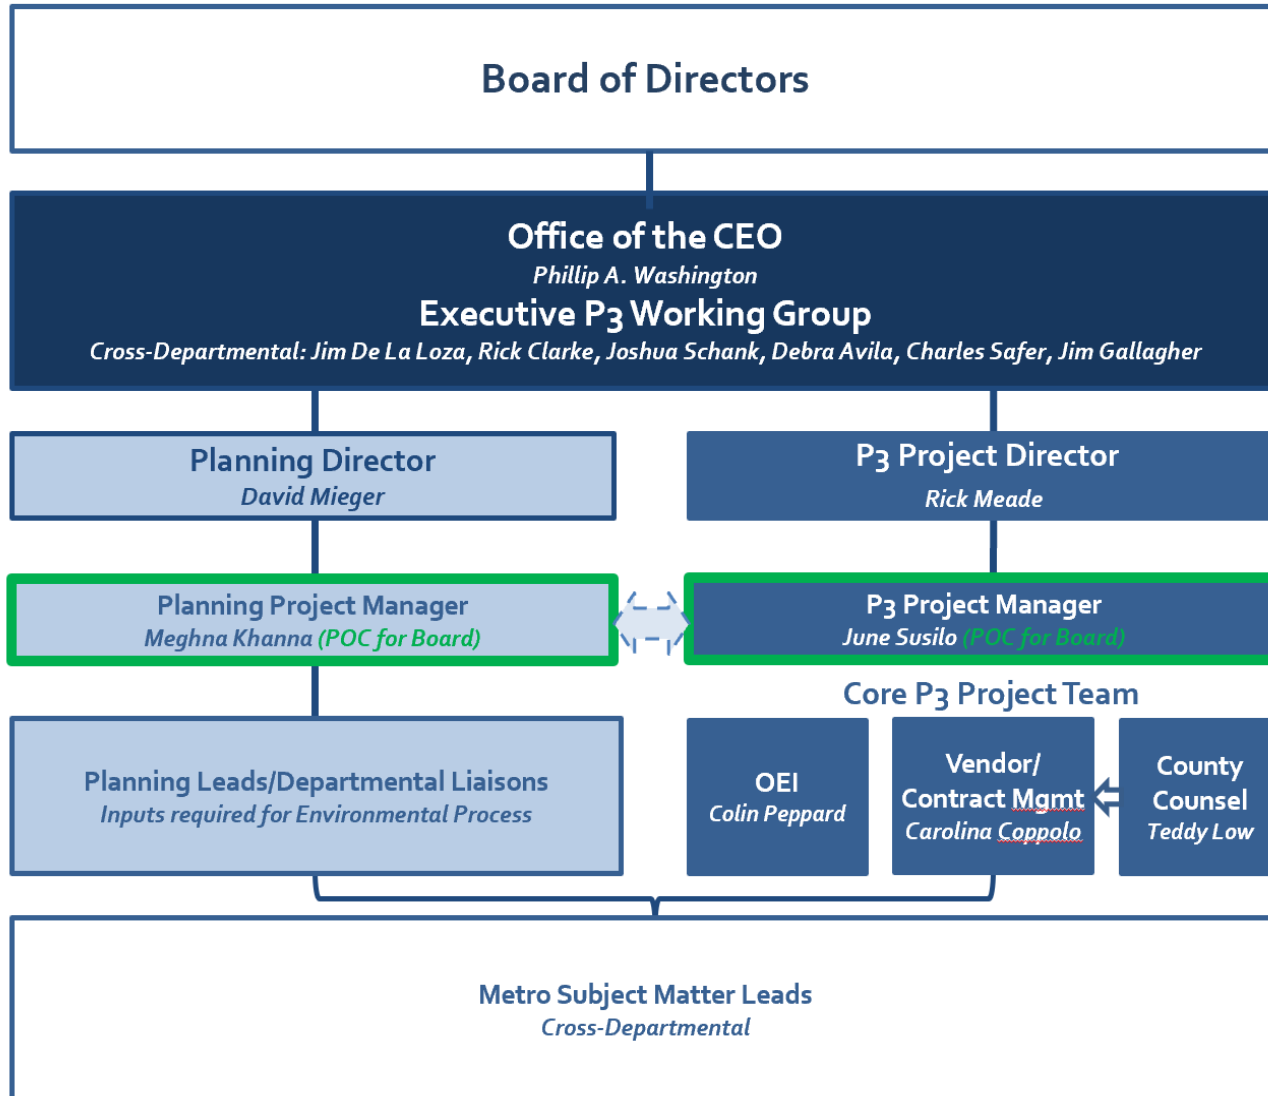 Board of Directors
Office of the CEO
Phillip A. Washington
Executive P3 Working Group
Cross-Departmental: Jim De La Loza, Rick Clarke, Joshua Schank, Debra Avila, Charles Safer, Jim Gallagher
Planning Director
David Mieger
P3 Project Director
Rick Meade
Planning Project Manager
Meghna Khanna (POC for Board)
P3 Project Manager
June Susilo (POC for Board)
Core P3 Project Team
Planning Leads/Departmental Liaisons
Inputs required for Environmental Process
OEI
Colin Peppard
Vendor/
Contract Mgmt
Carolina Coppolo
County
Counsel
Teddy Low
Metro Subject Matter Leads
Cross-Departmental